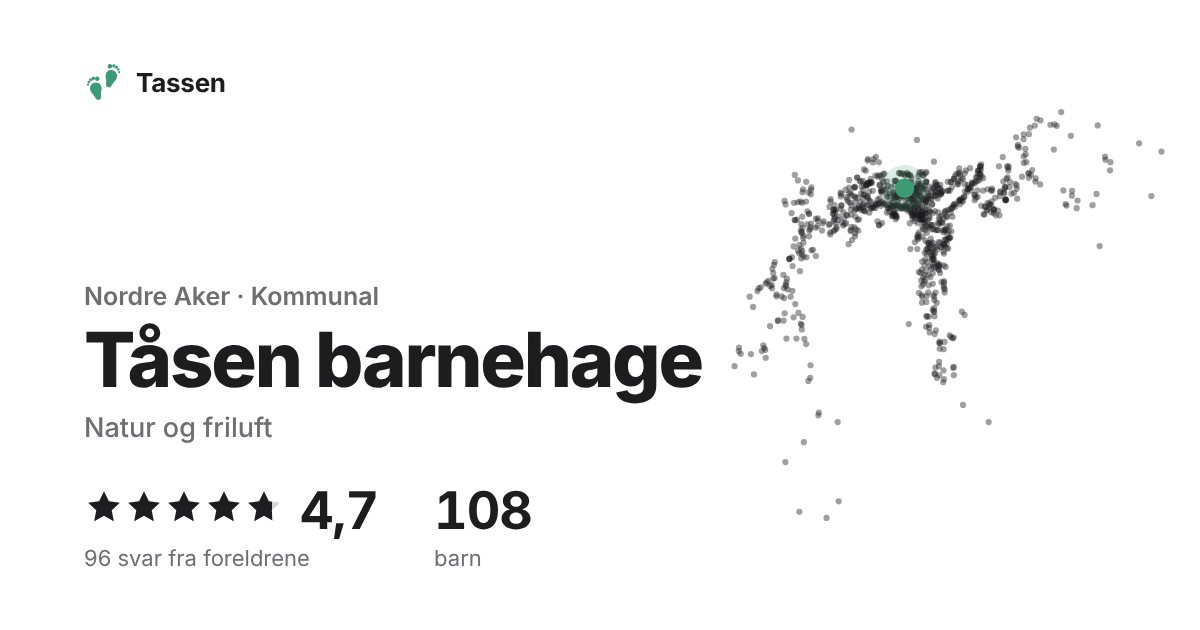 Tassen
Nordre Aker · Kommunal
Tåsen barnehage
Natur og friluft
4,7
96 svar fra foreldrene
108
barn